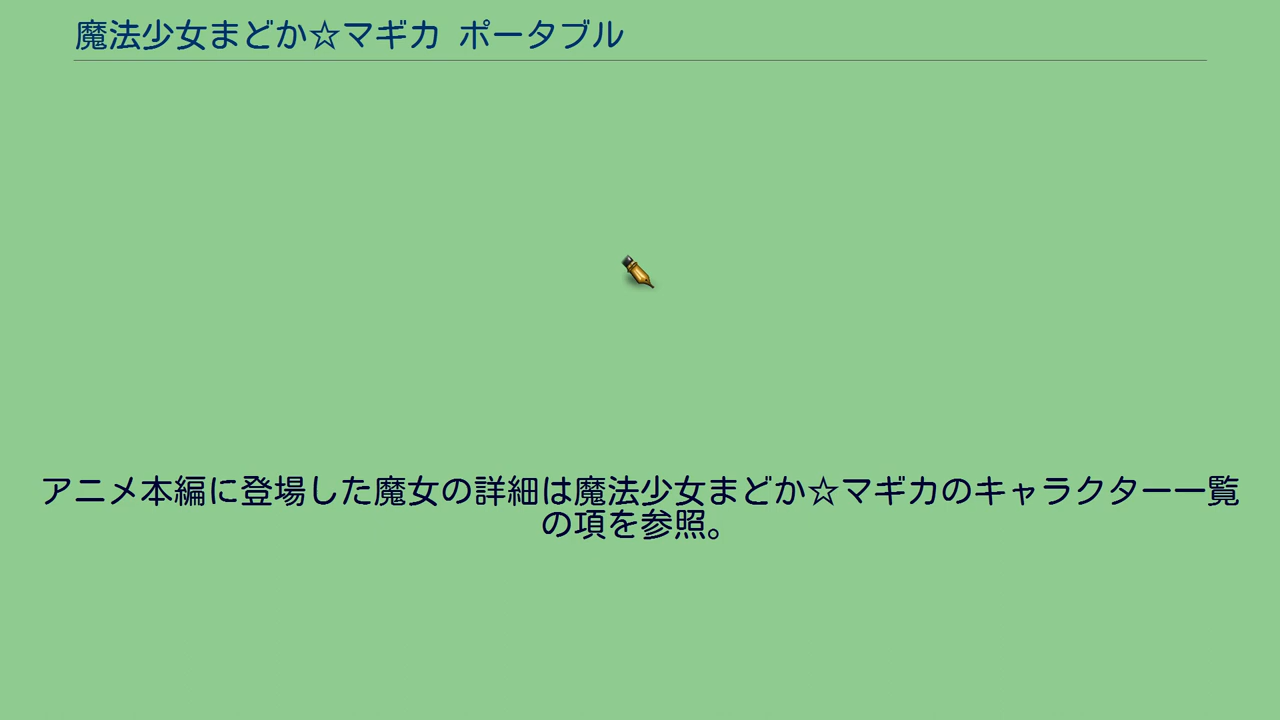 魔法少女まどか☆マギカ ポータブル
アニメ本編に登場した魔女の詳細は魔法少女まどか☆マギカのキャラクター一覧
の項を参照。